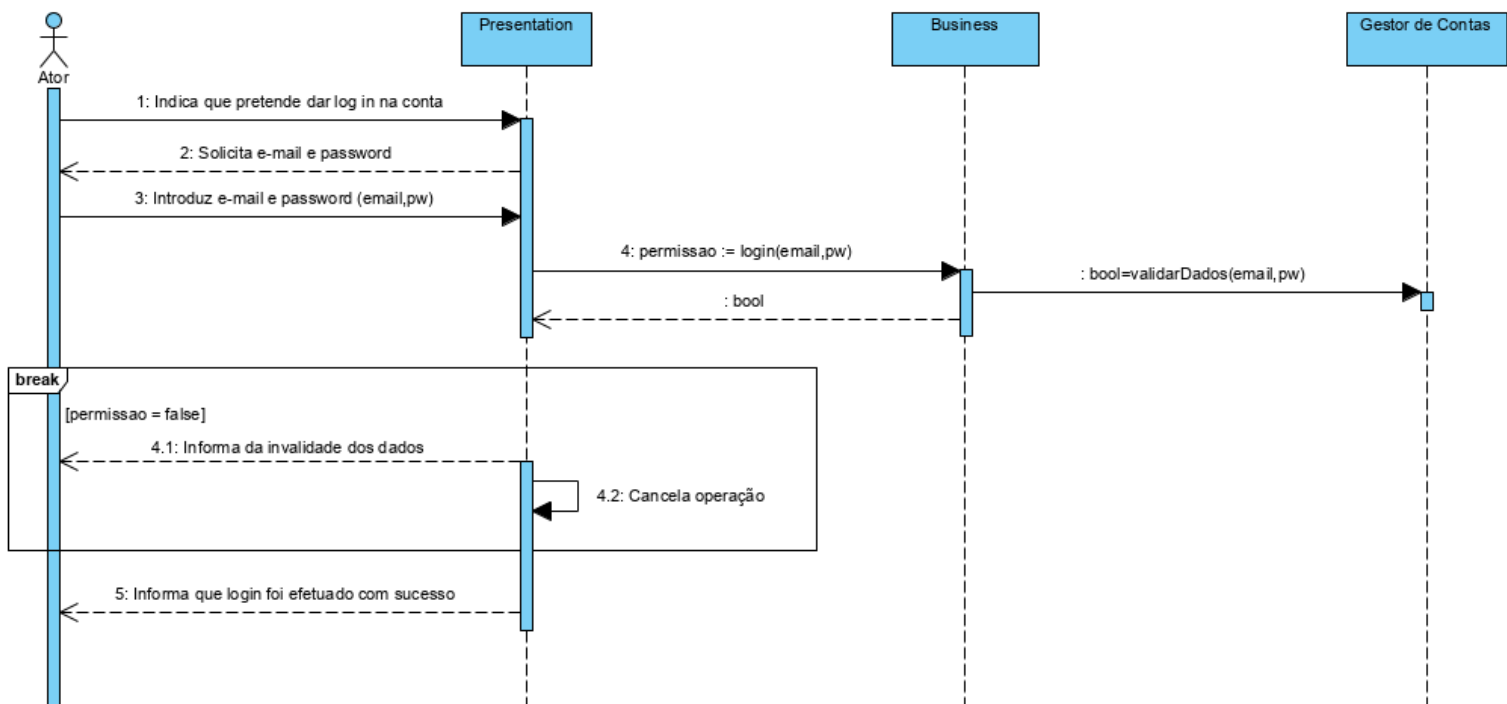 Presentation
Business
Gestor de Contas
Ator
1: Indica que pretende dar log in na conta
2: Solicita e-mail e password
3: Introduz e-mail e password (email,pw)
4: permissao := login(email,pw)
: bool=validarDados(email,pw)
: bool
break
[permissao = false]
4.1: Informa da invalidade dos dados
4.2: Cancela operação
5: Informa que login foi efetuado com sucesso